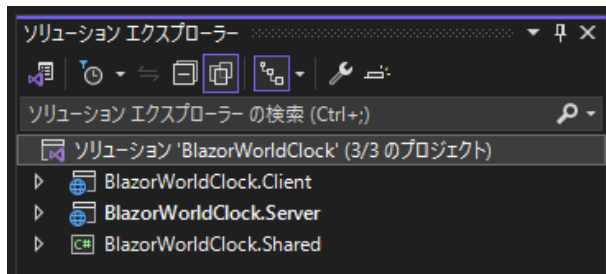 ソリューション エクスプローラー
ソリューション エクスプローラー の検索 (Ctrl+;)
ソリューション 'BlazorWorldClock' (3/3 のプロジェクト)
BlazorWorldClock.Client
BlazorWorldClock.Server
C# BlazorWorldClock.Shared